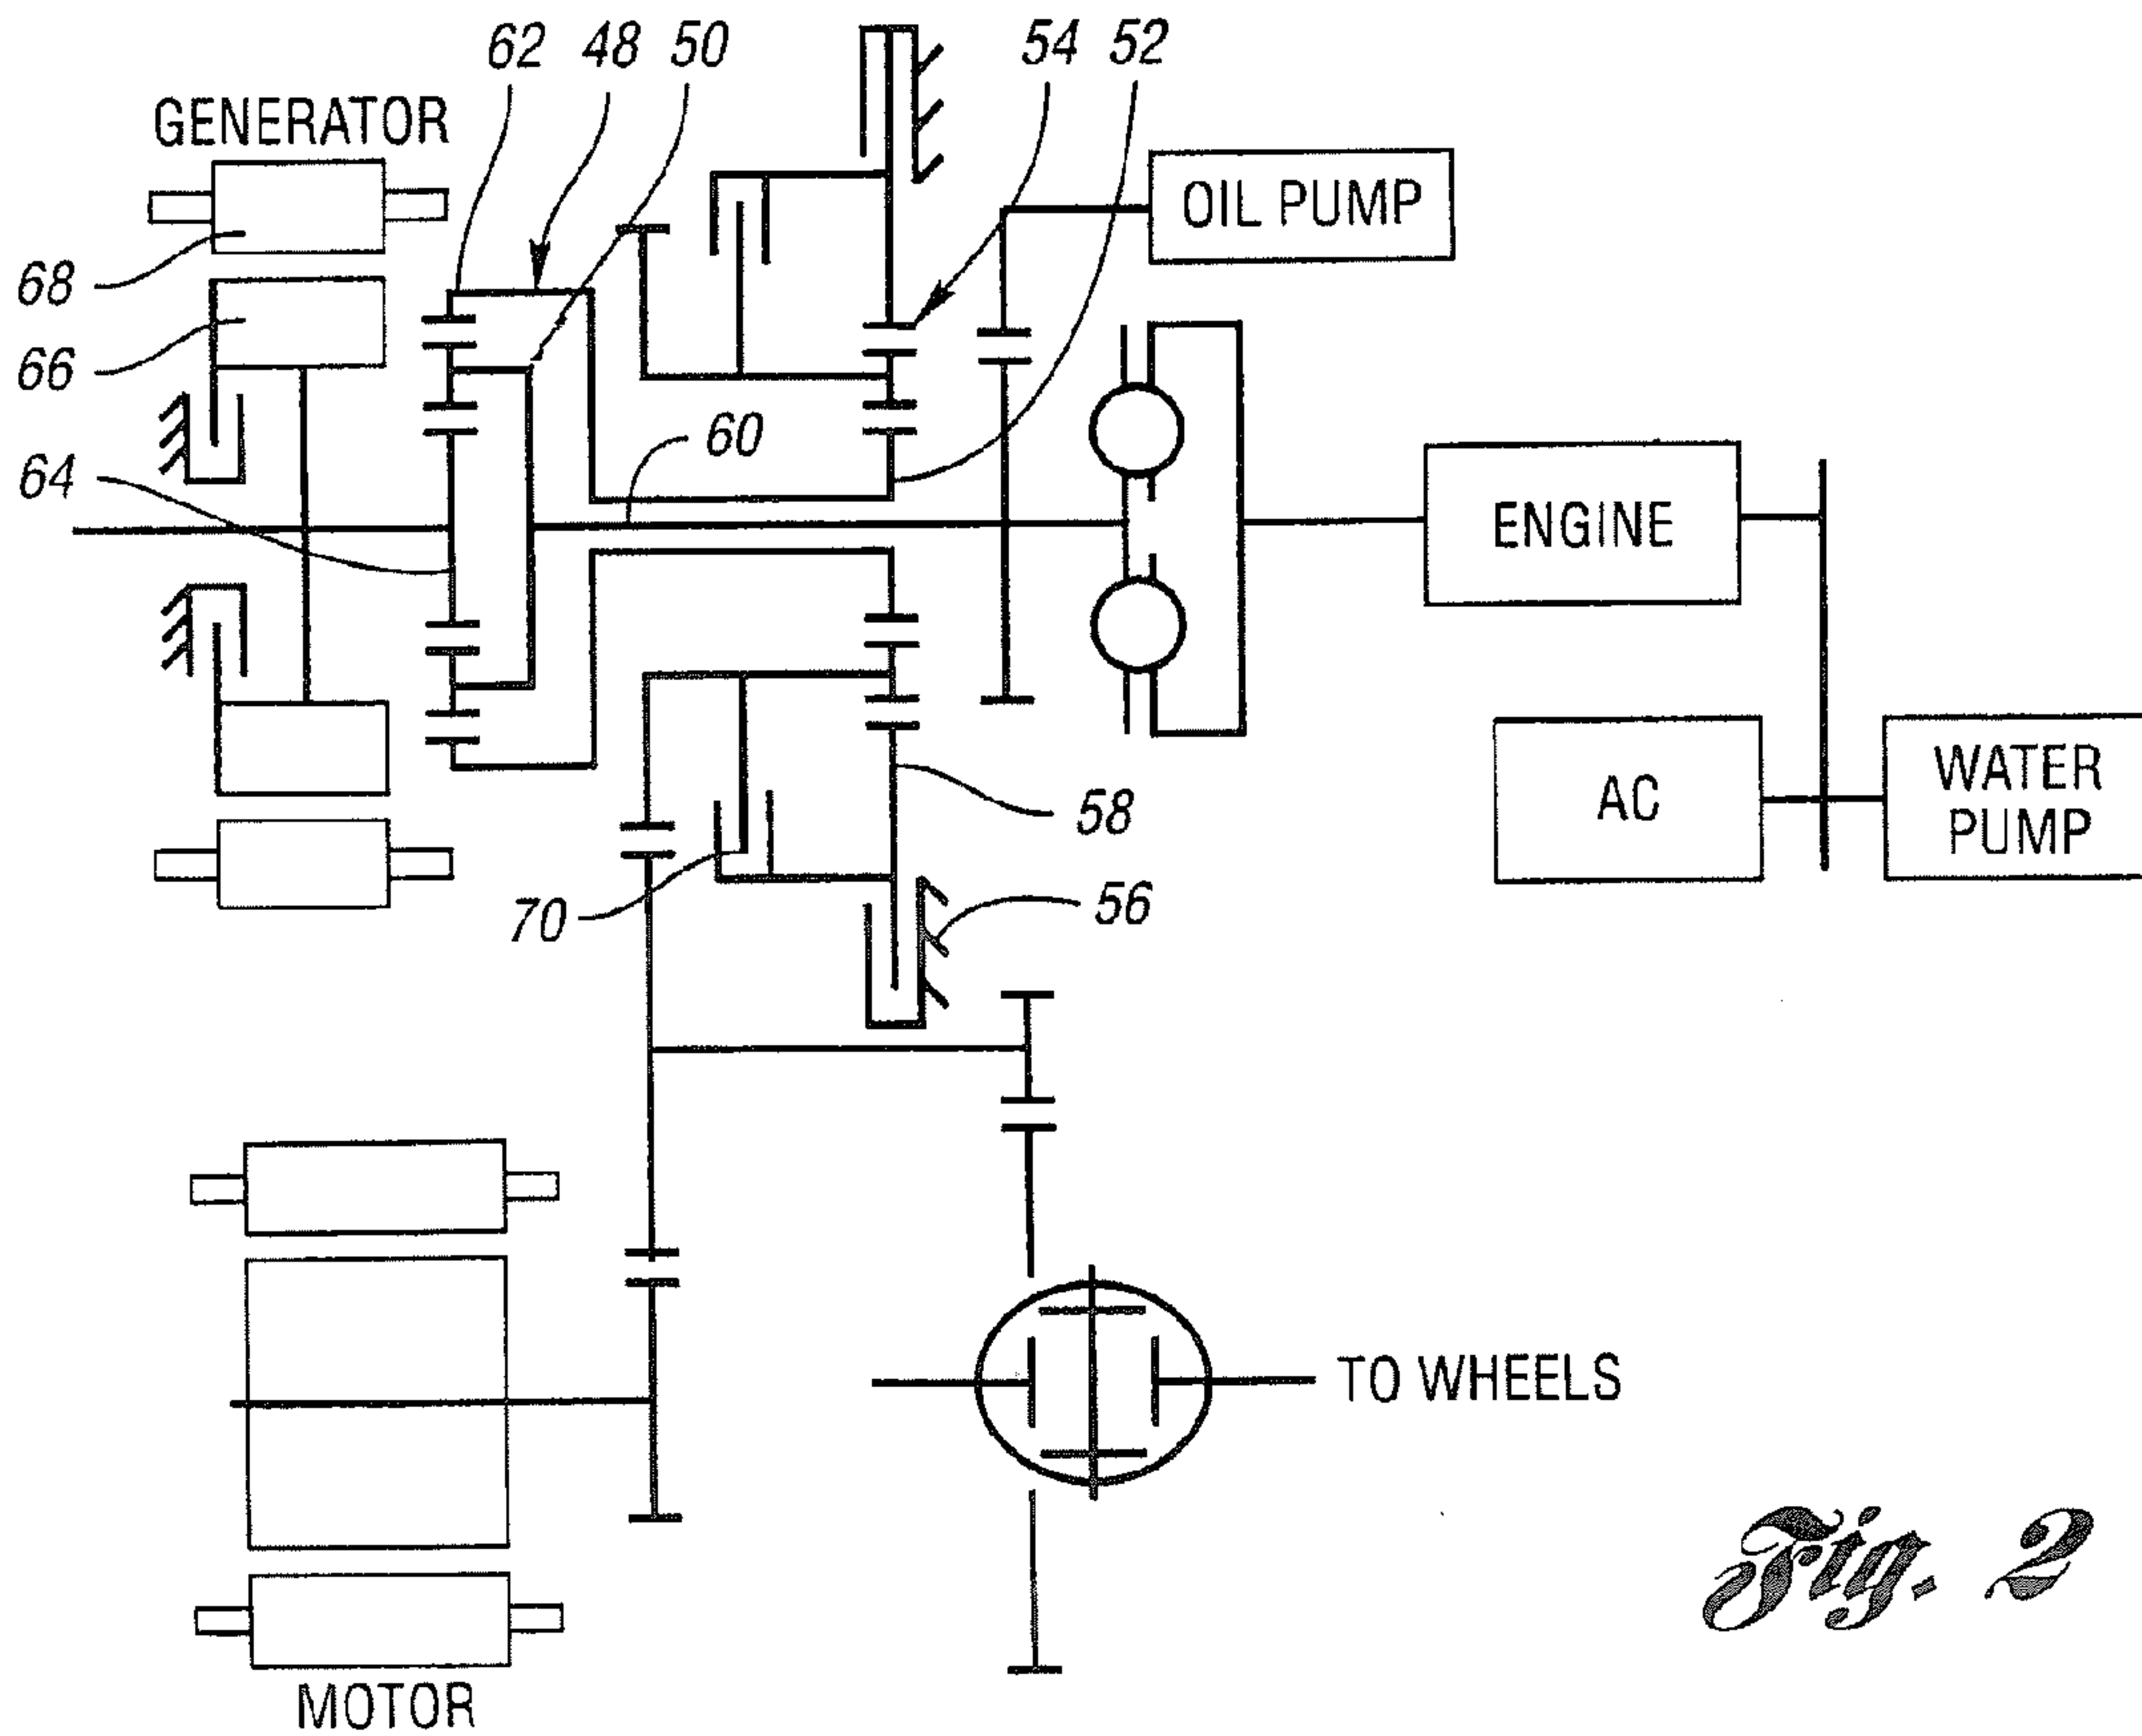 62 48 50 54 52
GENERATOR
OIL PUMP
68
66
60
64
ENGINE
AC
WATER
PUMP
58
70
56
TO WHEELS
MOTOR
Fig. 2